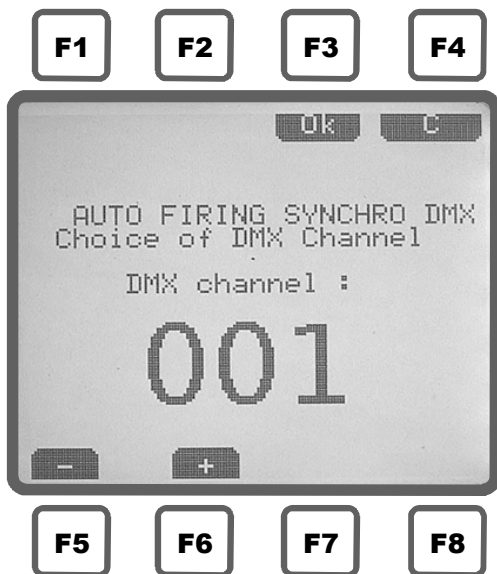 F1 F2 F3 F4
Ok C
AUTO FIRING SYNCHRO DMX
Choice of DMX Channel
DMX channel :
001
- +
F5 F6 F7 F8